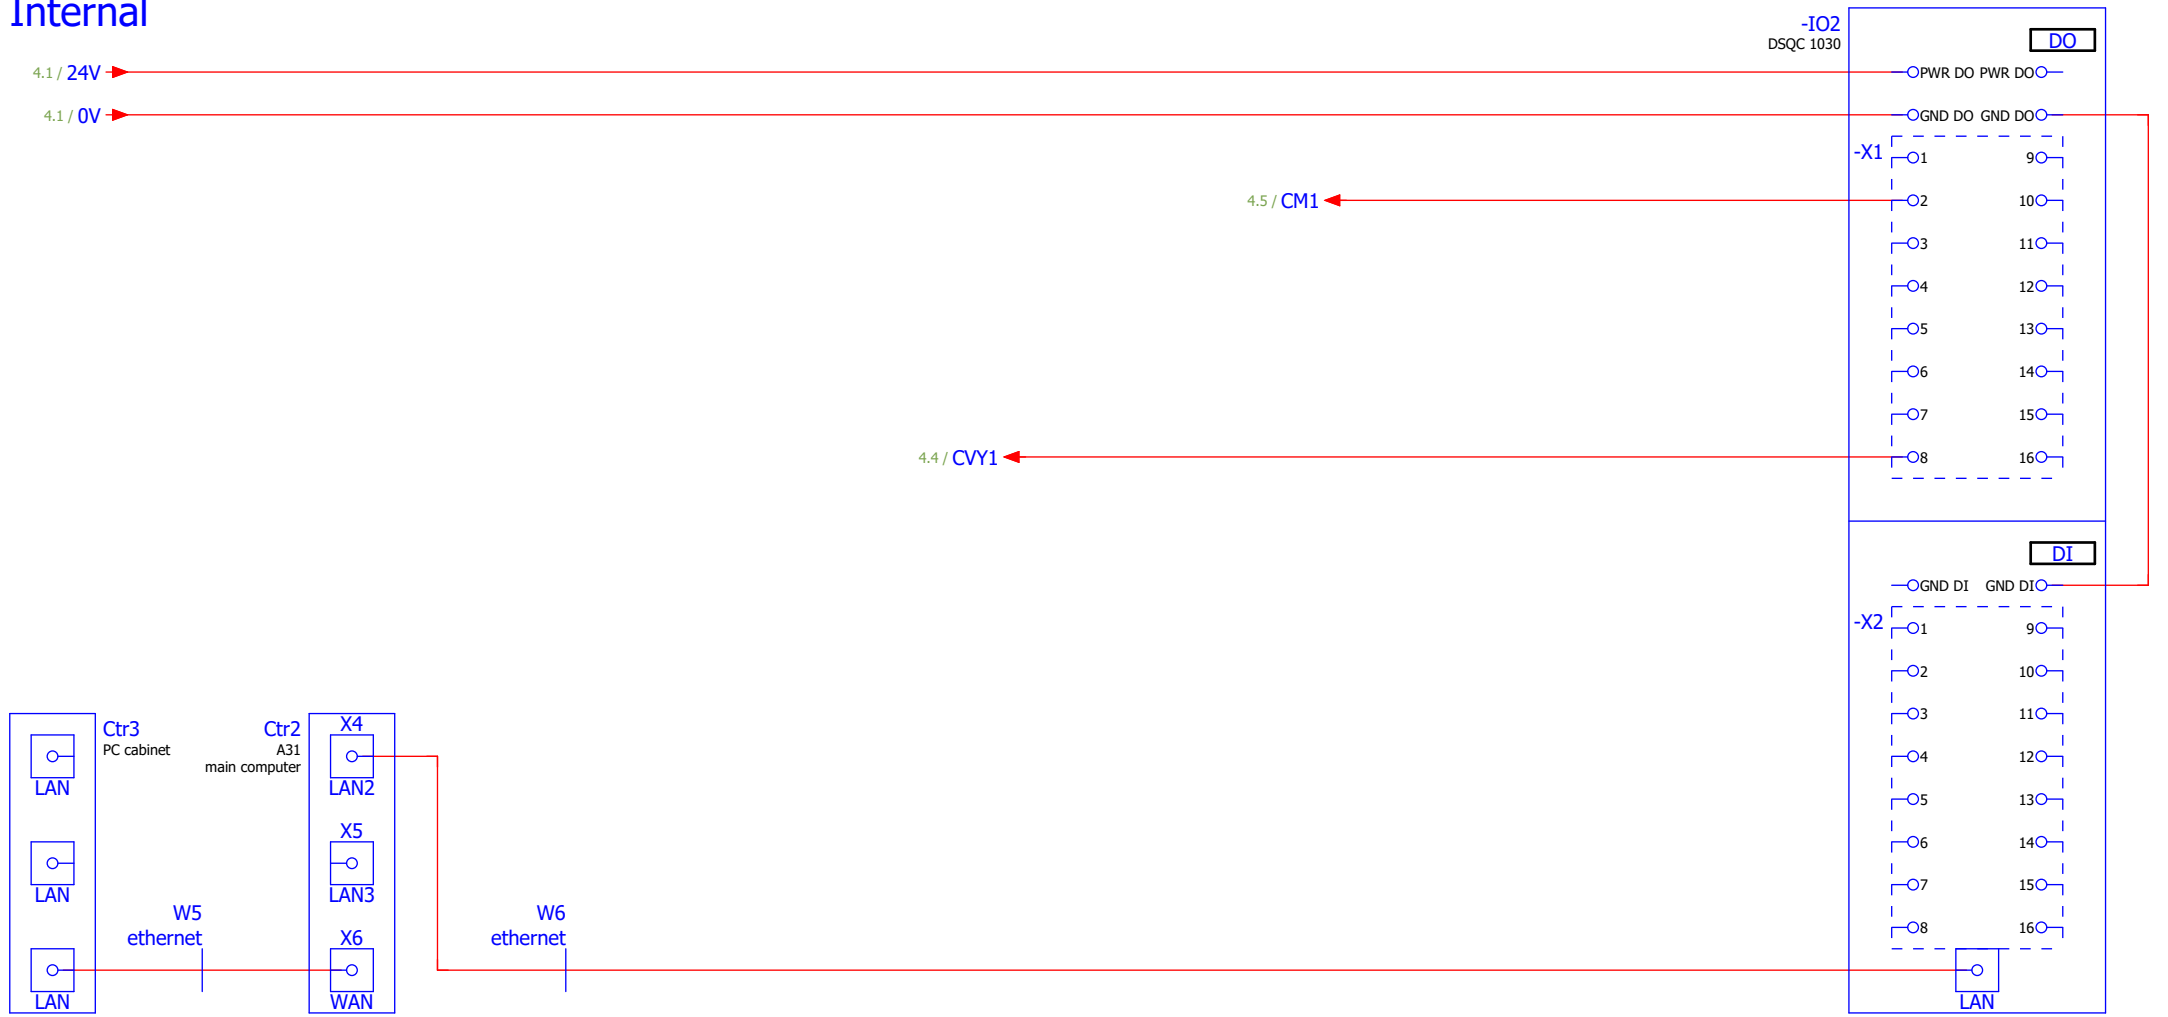 Internal
-IO2
DSQC 1030
DO
4.1 / 24V
PWR DO PWR DO
4.1 / 0V
GND DO GND DO
-X1
1 9
4.5 / CM1
2 10
3 11
4 12
5 13
6 14
7 15
4.4 / CVY1
8 16
DI
GND DI GND DI
-X2
1 9
2 10
3 11
4 12
5 13
6 14
7 15
8 16
LAN
Ctr3
PC cabinet
LAN
LAN
LAN
W5
ethernet
Ctr2
A31
main computer
X4
LAN2
X5
LAN3
X6
WAN
W6
ethernet